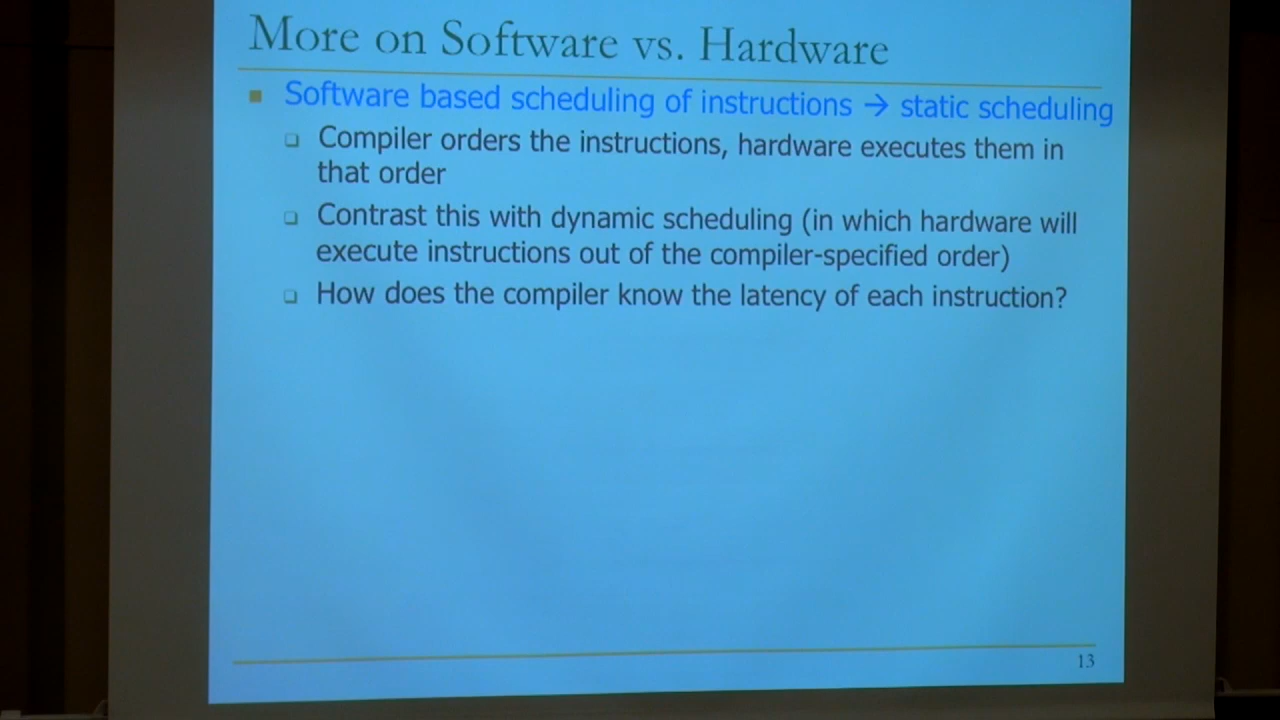 More on Software vs. Hardware
Software based scheduling of instructions → static scheduling
Compiler orders the instructions, hardware executes them in
that order
Contrast this with dynamic scheduling (in which hardware will
execute instructions out of the compiler-specified order)
How does the compiler know the latency of each instruction?
13